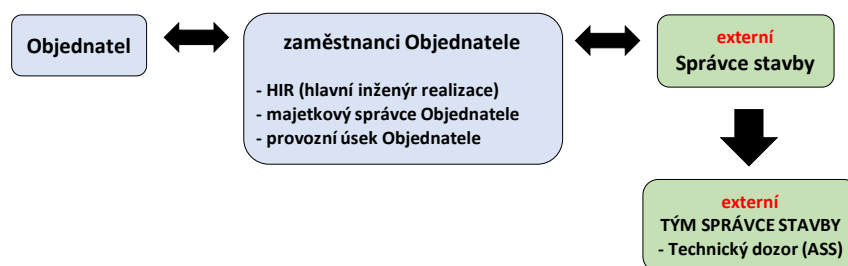 Objednatel
zaměstnanci Objednatele
- HIR (hlavní inženýr realizace)
- majetkový správce Objednatele
- provozní úsek Objednatele
externí
Správce stavby
externí
TÝM SPRÁVCE STAVBY
- Technický dozor (ASS)